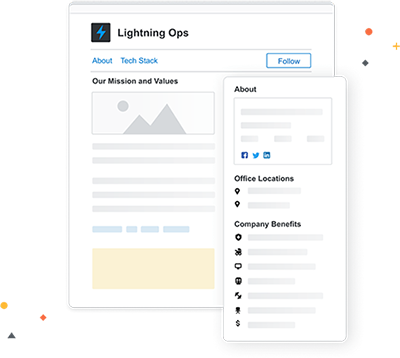 Lightning Ops
About Tech Stack Follow
Our Mission and Values
About
Office Locations
Company Benefits